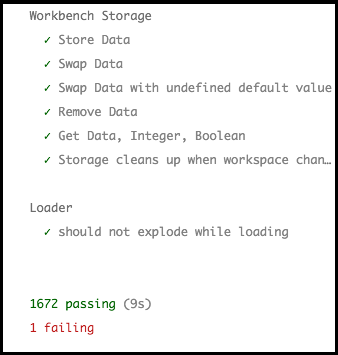 Workbench Storage
✓ Store Data
✓ Swap Data
✓ Swap Data with undefined default value
✓ Remove Data
✓ Get Data, Integer, Boolean
✓ Storage cleans up when workspace chan…
Loader
✓ should not explode while loading
1672 passing (9s)
1 failing